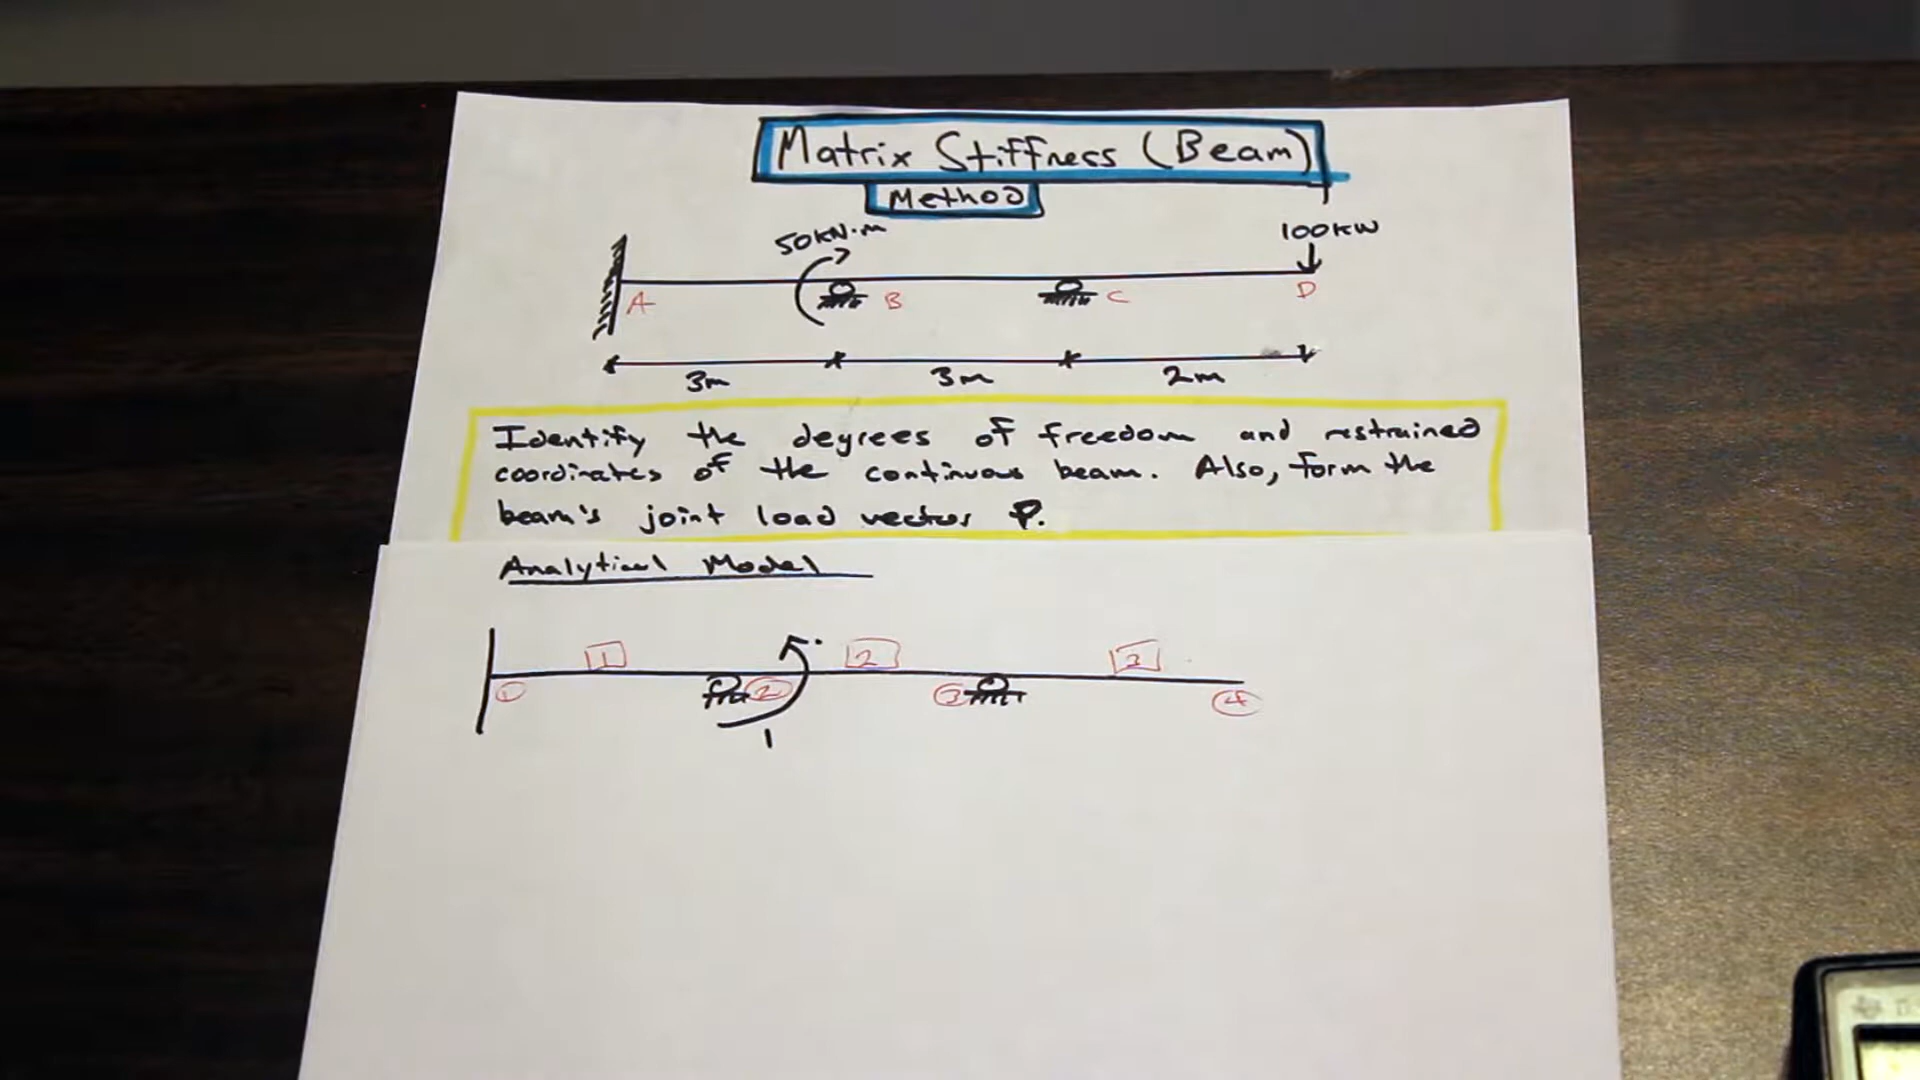 Matrix Stiffness (Beam)
Method
50KN·m
100KN
A
B
C
D
3m
3m
2m
Identify the degrees of freedom and restrained
coordinates of the continuous beam. Also, form the
beam's joint load vector P.
Analytical Model
1
2
3
1
2
3
4
1